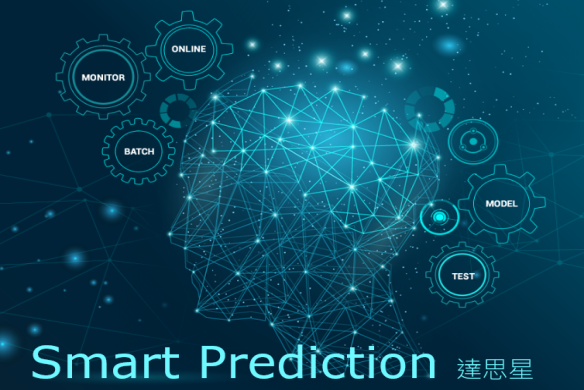 ONLINE
MONITOR
BATCH
MODEL
TEST
Smart Prediction 達思星